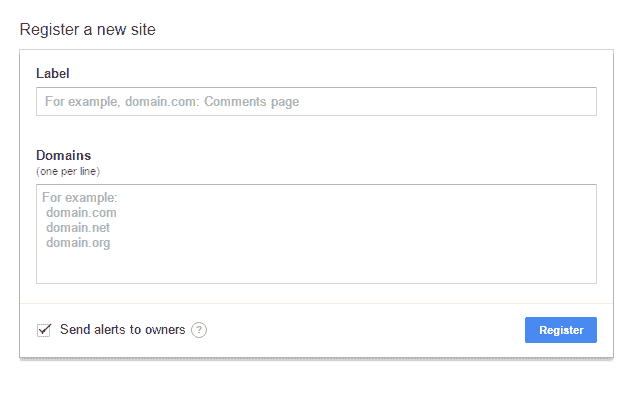 Register a new site
Label
For example, domain.com: Comments page
Domains
(one per line)
For example:
domain.com
domain.net
domain.org
Send alerts to owners ?
Register